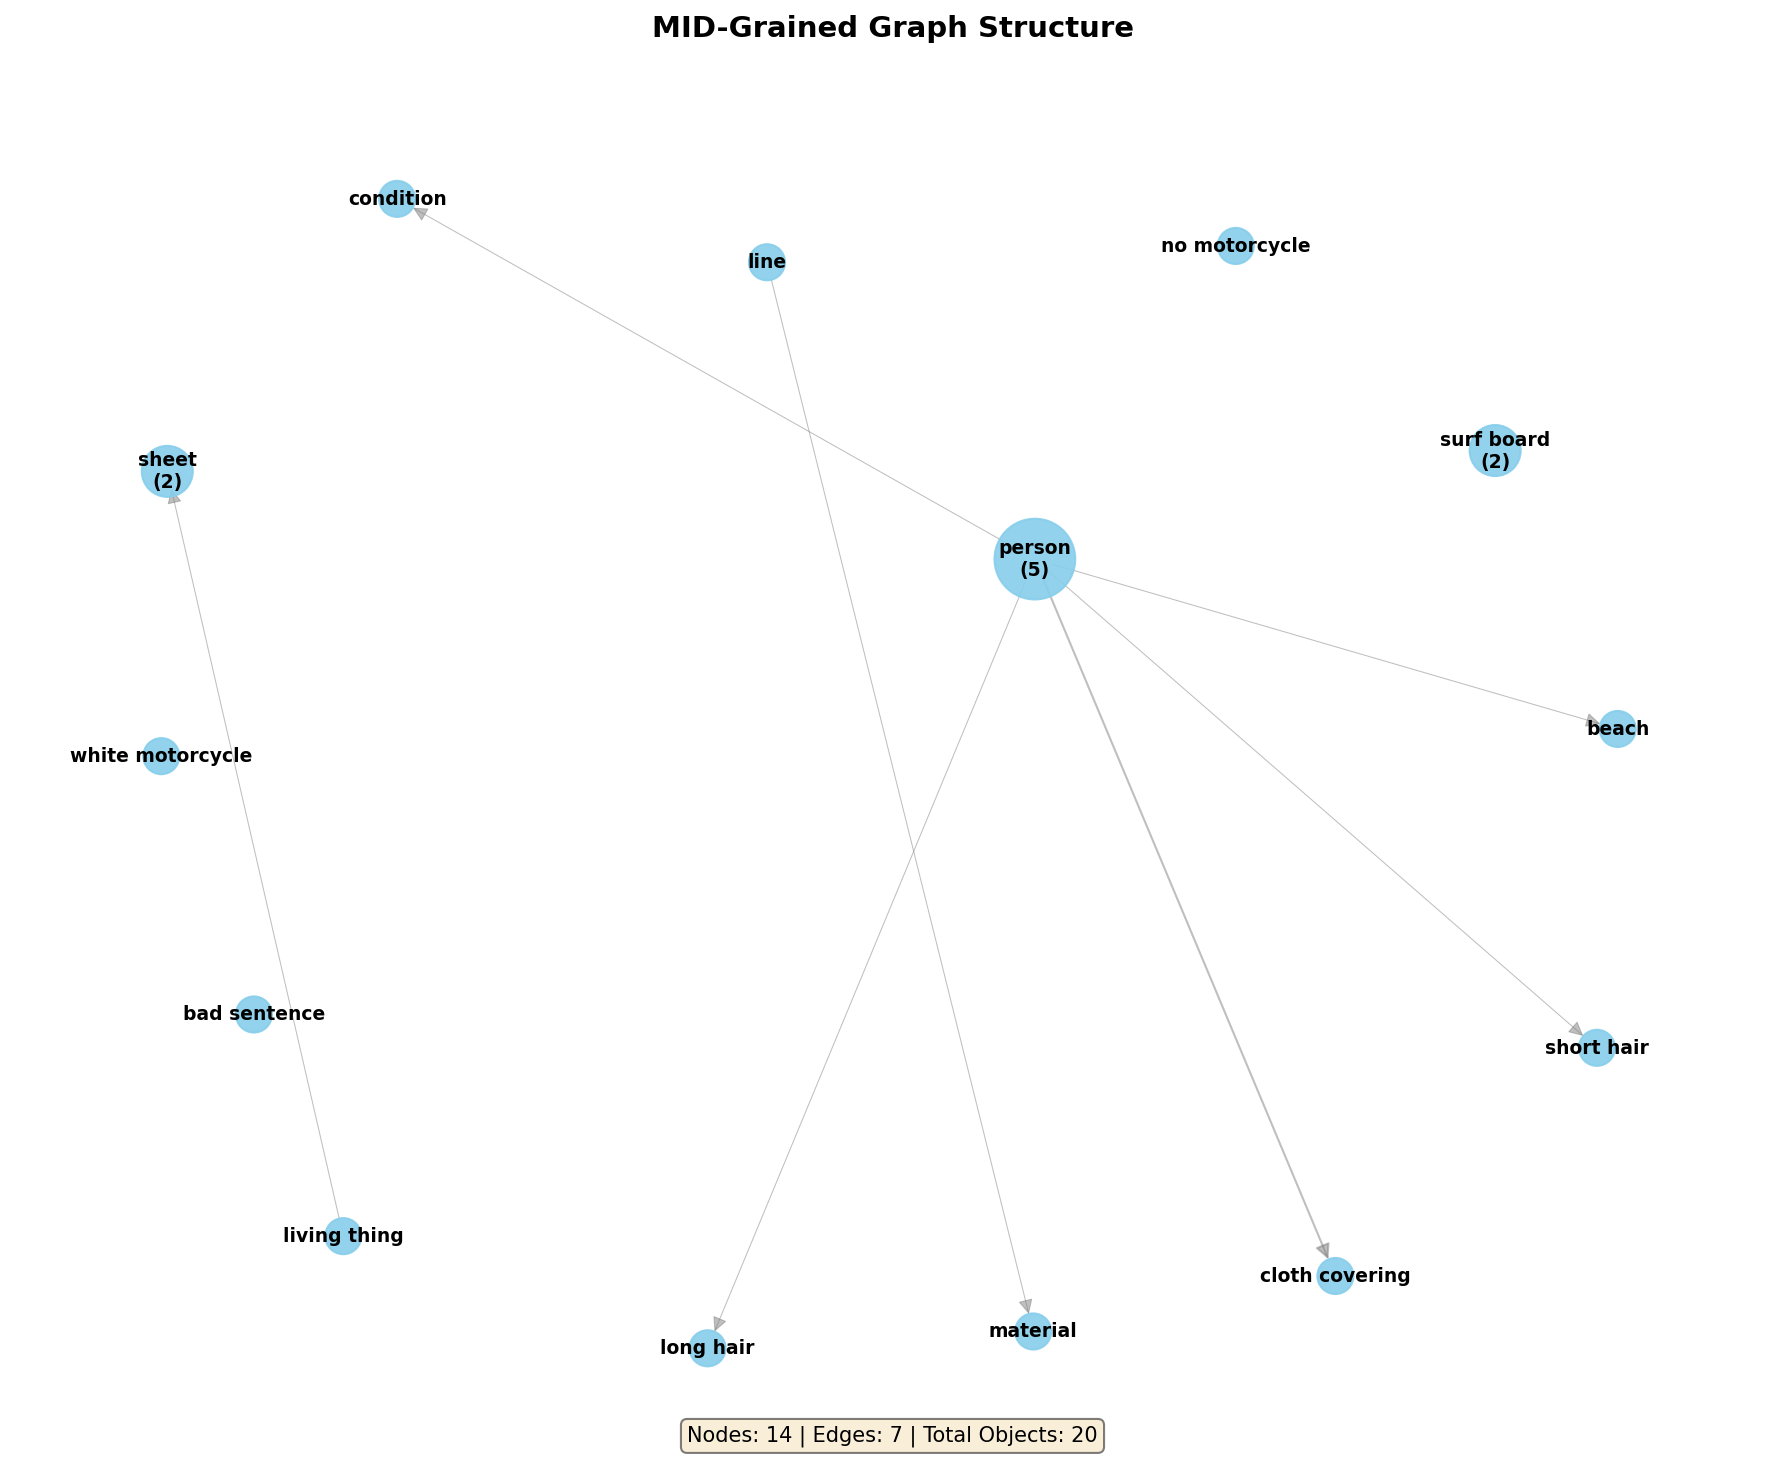 MID-Grained Graph Structure
condition
line
no motorcycle
surf board
(2)
sheet
(2)
person
(5)
beach
white motorcycle
bad sentence
short hair
living thing
cloth covering
material
long hair
Nodes: 14 | Edges: 7 | Total Objects: 20